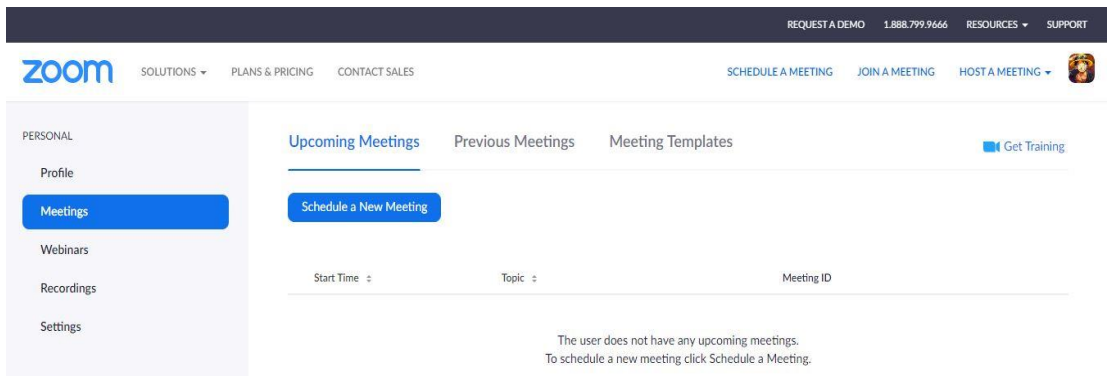 REQUEST A DEMO 1.888.799.9666 RESOURCES SUPPORT
zoom SOLUTIONS PLANS & PRICING CONTACT SALES SCHEDULE A MEETING JOIN A MEETING HOST A MEETING
PERSONAL
Profile
Meetings
Webinars
Recordings
Settings
Upcoming Meetings Previous Meetings Meeting Templates Get Training
Schedule a New Meeting
Start Time Topic Meeting ID
The user does not have any upcoming meetings.
To schedule a new meeting click Schedule a Meeting.